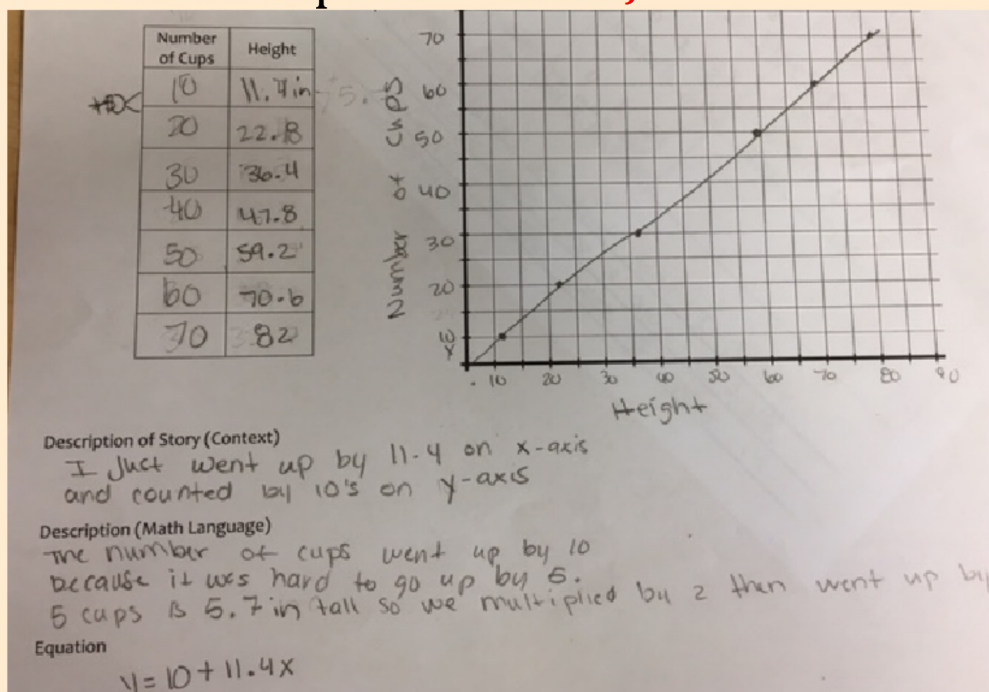 Number of Cups Height
10 11.4 in
20 22.8
30 36.4
40 47.8
50 59.2
60 70.6
70 82
70
60
50
40
30
20
10
Number of Cups
10 20 30 40 50 60 70 80 90
Height
Description of Story (Context)
I Just went up by 11.4 on x-axis
and counted by 10's on y-axis
Description (Math Language)
The number of cups went up by 10
because it was hard to go up by 5.
5 cups is 5.7 in tall so we multiplied by 2 then went up by
Equation
y = 10 + 11.4x